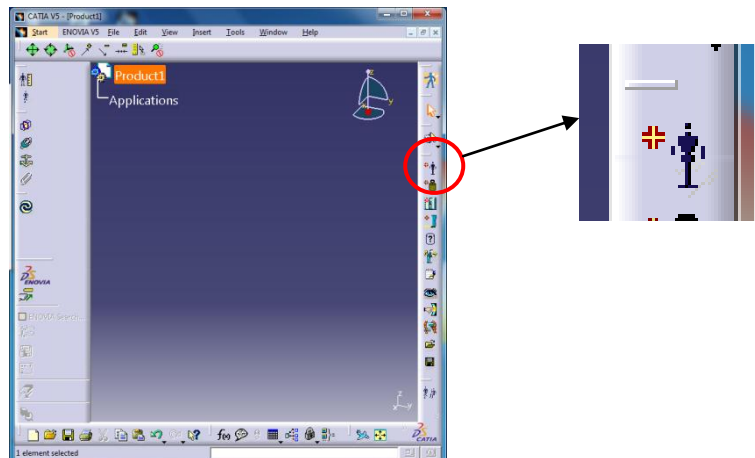 CATIA V5 - [Product1]
Start ENOVIA V5 File Edit View Insert Tools Window Help
Product1
Applications
z
y
ENOVIA
ENOVIA Search...
z
x y
f(x)
CATIA
1 element selected